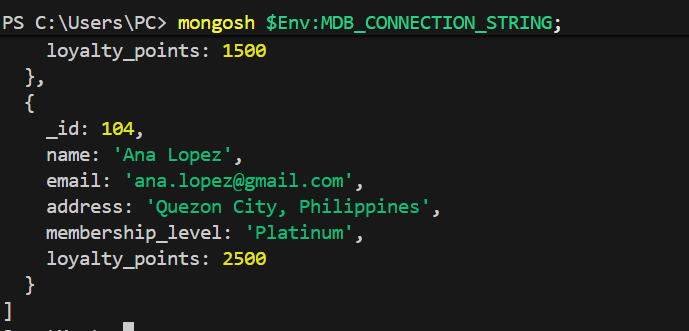 PS C:\Users\PC> mongosh $Env:MDB_CONNECTION_STRING;
loyalty_points: 1500
},
{
_id: 104,
name: 'Ana Lopez',
email: 'ana.lopez@gmail.com',
address: 'Quezon City, Philippines',
membership_level: 'Platinum',
loyalty_points: 2500
}
]